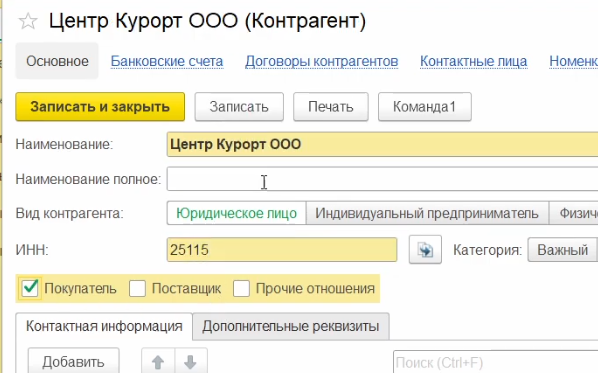 Центр Курорт ООО (Контрагент)
Основное Банковские счета Договоры контрагентов Контактные лица Номенк
Записать и закрыть Записать Печать Команда1
Наименование: Центр Курорт ООО
Наименование полное:
Вид контрагента: Юридическое лицо Индивидуальный предприниматель Физич
ИНН: 25115 Категория: Важный
Покупатель Поставщик Прочие отношения
Контактная информация Дополнительные реквизиты
Добавить Поиск (Ctrl+F)